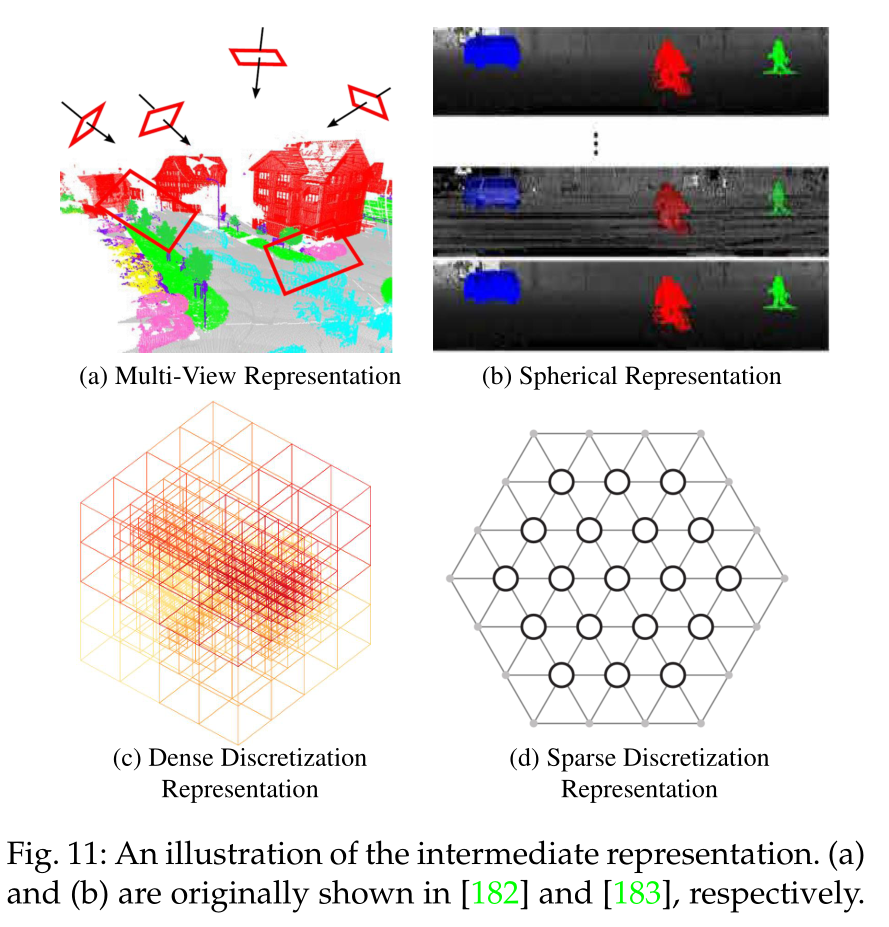 (a) Multi-View Representation
(b) Spherical Representation
(c) Dense Discretization
Representation
(d) Sparse Discretization
Representation
Fig. 11: An illustration of the intermediate representation. (a)
and (b) are originally shown in [182] and [183], respectively.